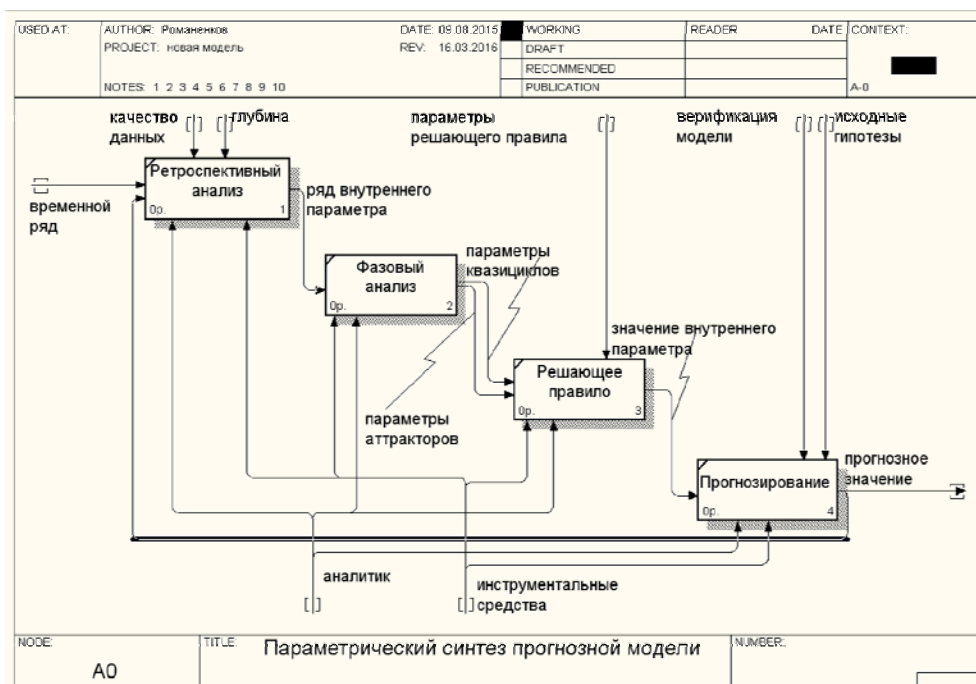 USED AT:
AUTHOR: Романенков
DATE: 09.08.2015
PROJECT: новая модель
REV: 16.03.2016
NOTES: 1 2 3 4 5 6 7 8 9 10
WORKING
DRAFT
RECOMMENDED
PUBLICATION
READER
DATE
CONTEXT:
A-0
качество
данных
глубина
параметры
решающего правила
верификация
модели
исходные
гипотезы
временной
ряд
Ретроспективный
анализ
0р.
1
ряд внутреннего
параметра
Фазовый
анализ
0р.
2
параметры
квазициклов
параметры
аттракторов
Решающее
правило
0р.
3
значение внутреннего
параметра
Прогнозирование
0р.
4
прогнозное
значение
аналитик
инструментальные
средства
NODE:
A0
TITLE:
Параметрический синтез прогнозной модели
NUMBER: